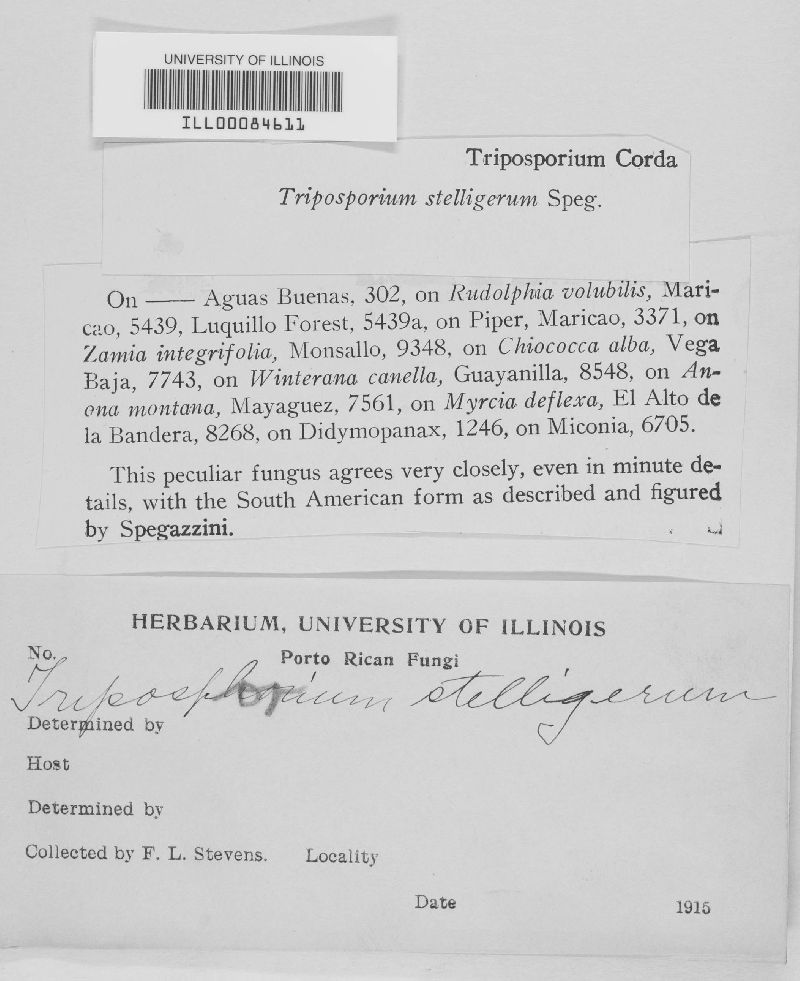 UNIVERSITY OF ILLINOIS
ILL00084611
Triposporium Corda
Triposporium stelligerum Speg.
On —— Aguas Buenas, 302, on Rudolphia volubilis, Mari-
cao, 5439, Luquillo Forest, 5439a, on Piper, Maricao, 3371, on
Zamia integrifolia, Monsallo, 9348, on Chiococca alba, Vega
Baja, 7743, on Winterana canella, Guayanilla, 8548, on An-
ona montana, Mayaguez, 7561, on Myrcia deflexa, El Alto de
la Bandera, 8268, on Didymopanax, 1246, on Miconia, 6705.
This peculiar fungus agrees very closely, even in minute de-
tails, with the South American form as described and figured
by Spegazzini.
HERBARIUM, UNIVERSITY OF ILLINOIS
No.
Porto Rican Fungi
Triposphorium stelligerum
Determined by
Host
Determined by
Collected by F. L. Stevens. Locality
Date 1915